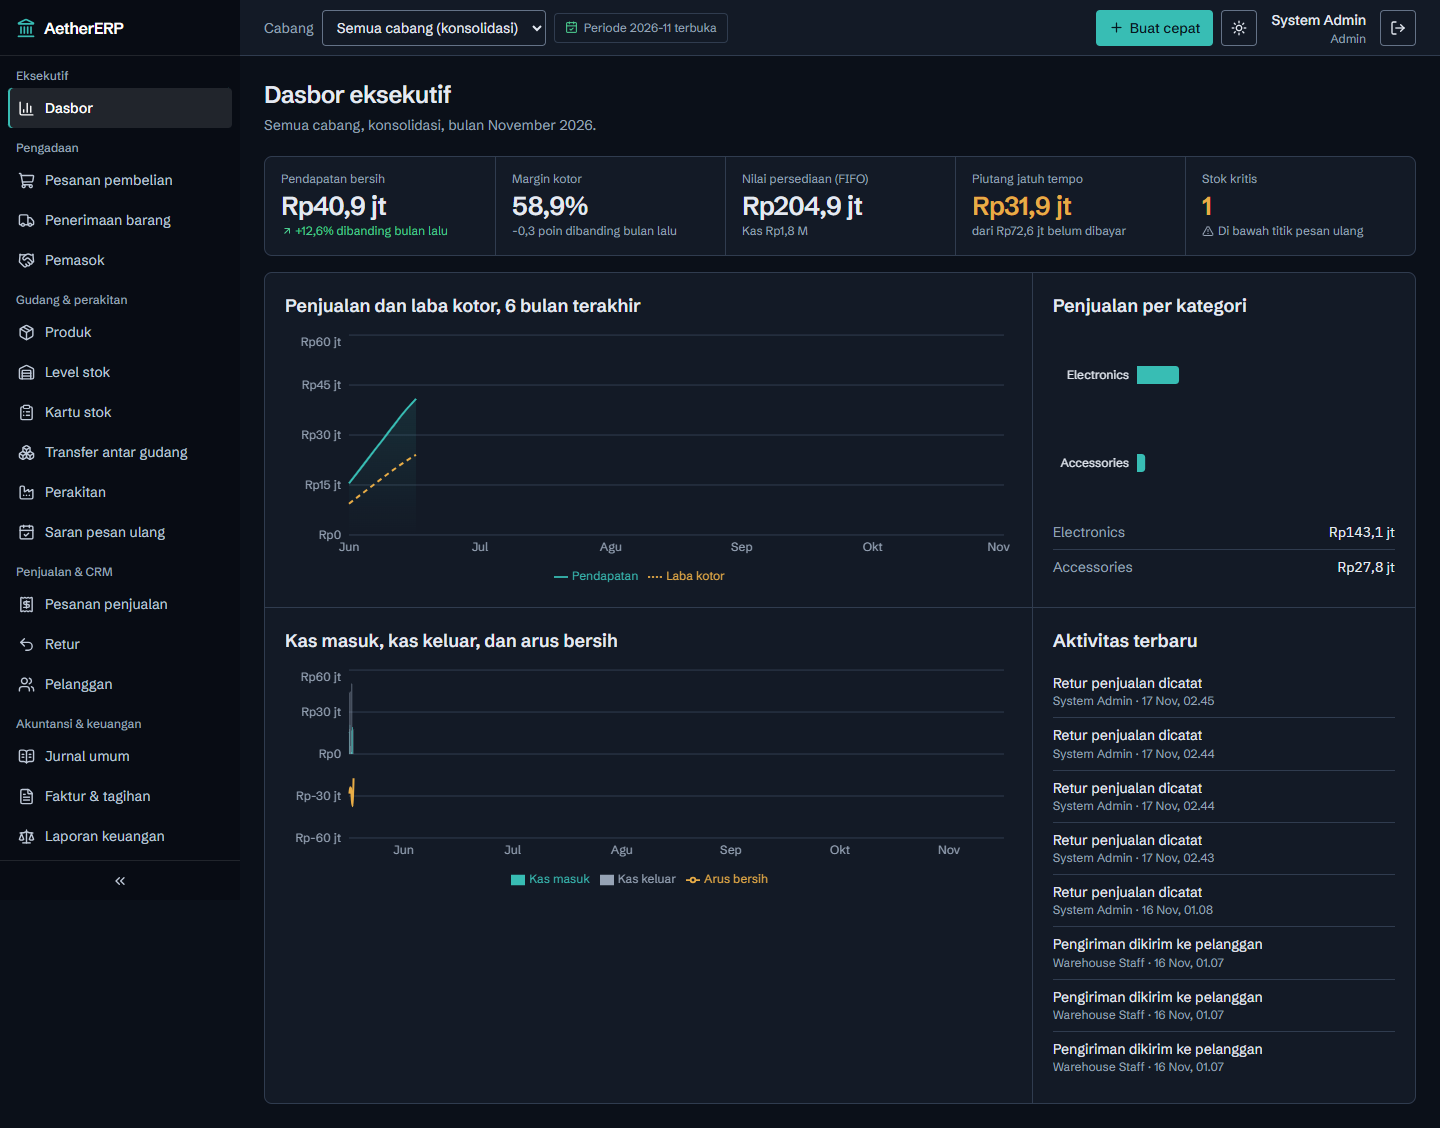 AetherERP
Cabang
Semua cabang (konsolidasi)
Periode 2026-11 terbuka
Buat cepat
System Admin
Admin
Eksekutif
Dasbor
Pengadaan
Pesanan pembelian
Penerimaan barang
Pemasok
Gudang & perakitan
Produk
Level stok
Kartu stok
Transfer antar gudang
Perakitan
Saran pesan ulang
Penjualan & CRM
Pesanan penjualan
Retur
Pelanggan
Akuntansi & keuangan
Jurnal umum
Faktur & tagihan
Laporan keuangan
Dasbor eksekutif
Semua cabang, konsolidasi, bulan November 2026.
Pendapatan bersih
Rp40,9 jt
+12,6% dibanding bulan lalu
Margin kotor
58,9%
-0,3 poin dibanding bulan lalu
Nilai persediaan (FIFO)
Rp204,9 jt
Kas Rp1,8 M
Piutang jatuh tempo
Rp31,9 jt
dari Rp72,6 jt belum dibayar
Stok kritis
1
Di bawah titik pesan ulang
Penjualan dan laba kotor, 6 bulan terakhir
Rp60 jt
Rp45 jt
Rp30 jt
Rp15 jt
Rp0
Jun Jul Agu Sep Okt Nov
Pendapatan Laba kotor
Penjualan per kategori
Electronics
Accessories
Electronics Rp143,1 jt
Accessories Rp27,8 jt
Kas masuk, kas keluar, dan arus bersih
Rp60 jt
Rp30 jt
Rp0
Rp-30 jt
Rp-60 jt
Jun Jul Agu Sep Okt Nov
Kas masuk Kas keluar Arus bersih
Aktivitas terbaru
Retur penjualan dicatat
System Admin · 17 Nov, 02.45
Retur penjualan dicatat
System Admin · 17 Nov, 02.44
Retur penjualan dicatat
System Admin · 17 Nov, 02.44
Retur penjualan dicatat
System Admin · 17 Nov, 02.43
Retur penjualan dicatat
System Admin · 16 Nov, 01.08
Pengiriman dikirim ke pelanggan
Warehouse Staff · 16 Nov, 01.07
Pengiriman dikirim ke pelanggan
Warehouse Staff · 16 Nov, 01.07
Pengiriman dikirim ke pelanggan
Warehouse Staff · 16 Nov, 01.07